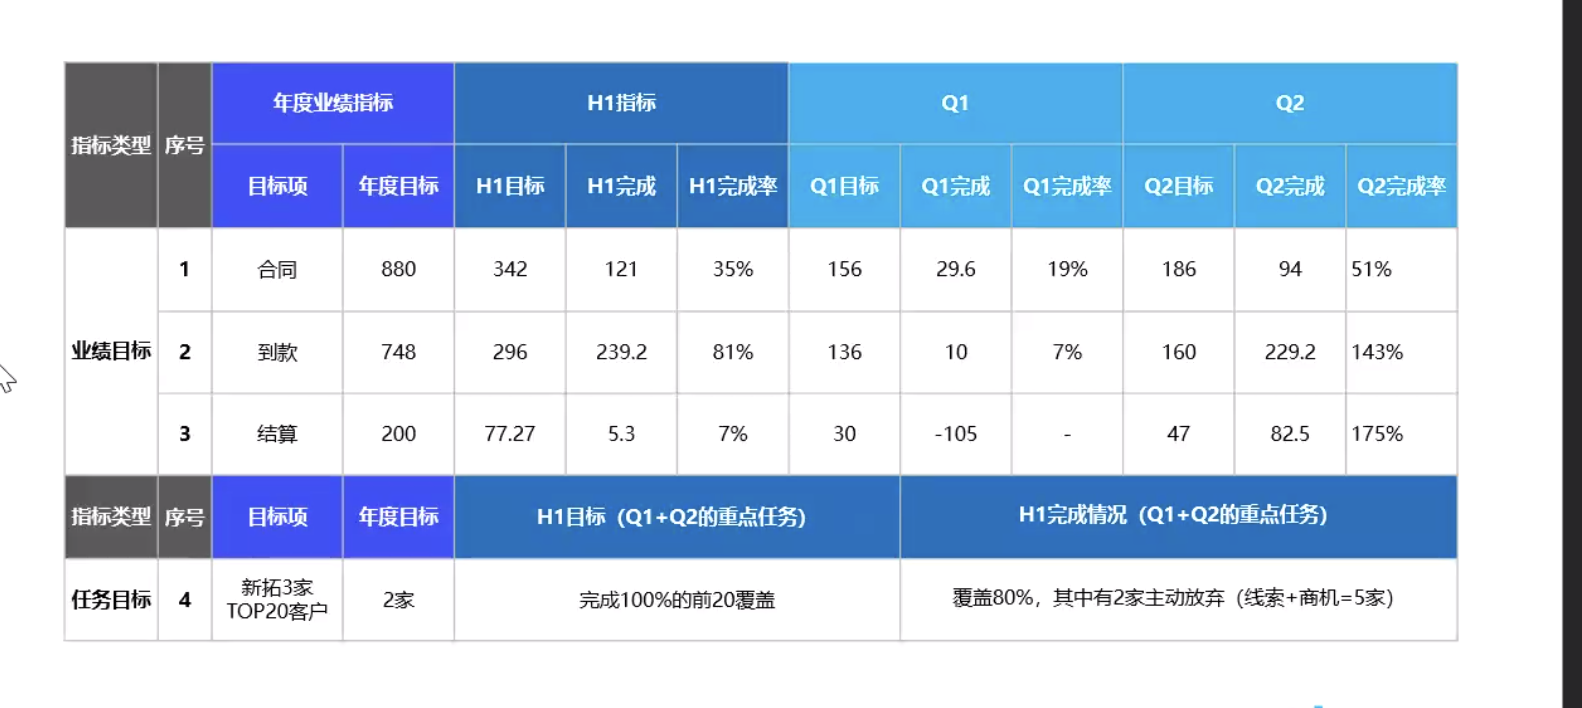 指标类型 序号 年度业绩指标 H1指标 Q1 Q2
目标项 年度目标 H1目标 H1完成 H1完成率 Q1目标 Q1完成 Q1完成率 Q2目标 Q2完成 Q2完成率
业绩目标 1 合同 880 342 121 35% 156 29.6 19% 186 94 51%
2 到款 748 296 239.2 81% 136 10 7% 160 229.2 143%
3 结算 200 77.27 5.3 7% 30 -105 - 47 82.5 175%
指标类型 序号 目标项 年度目标 H1目标（Q1+Q2的重点任务） H1完成情况（Q1+Q2的重点任务）
任务目标 4 新拓3家
TOP20客户 2家 完成100%的前20覆盖 覆盖80%，其中有2家主动放弃（线索+商机=5家）